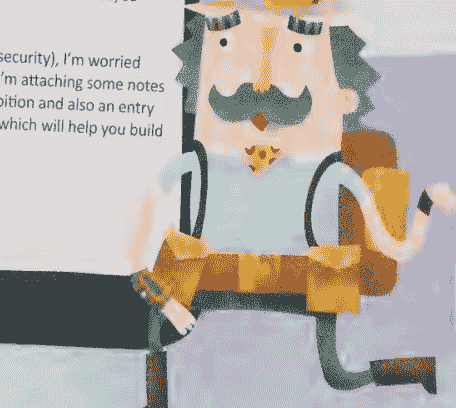 security), I'm worried
I'm attaching some notes
bition and also an entry
which will help you build